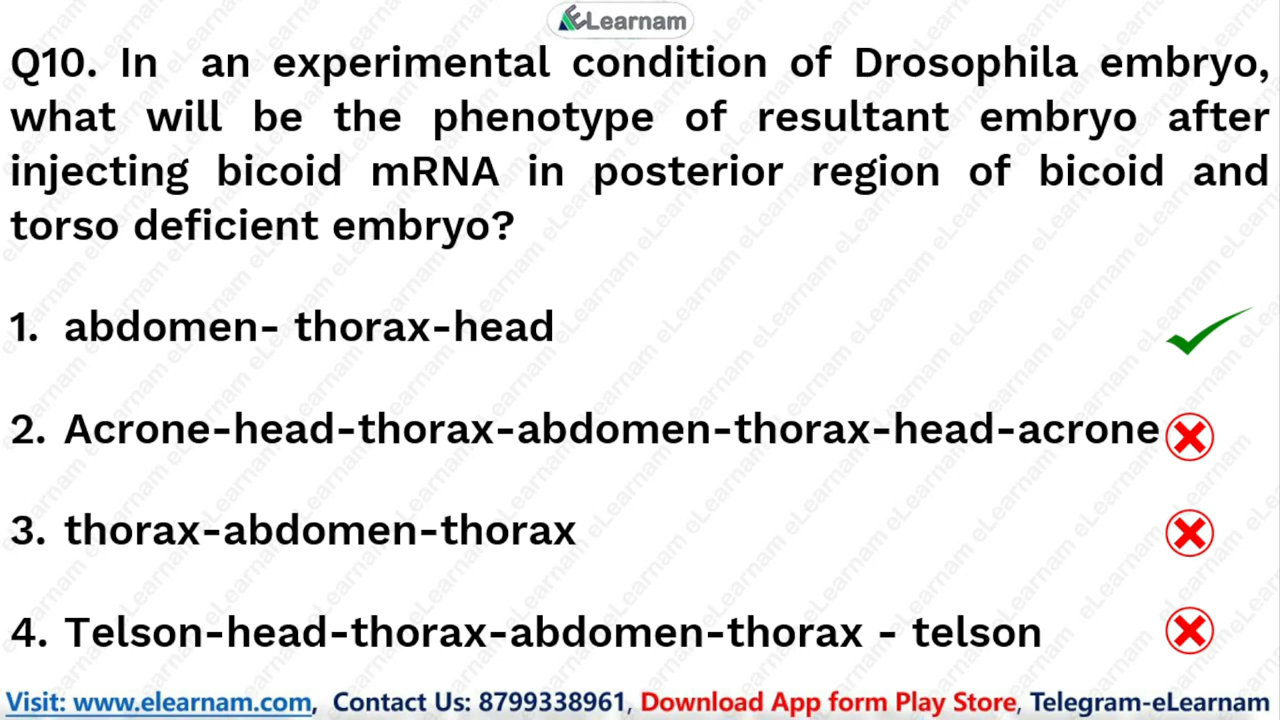 eLearnam
Q10. In an experimental condition of Drosophila embryo,
what will be the phenotype of resultant embryo after
injecting bicoid mRNA in posterior region of bicoid and
torso deficient embryo?
1. abdomen- thorax-head
2. Acrone-head-thorax-abdomen-thorax-head-acrone
3. thorax-abdomen-thorax
4. Telson-head-thorax-abdomen-thorax - telson
Visit: www.elearnam.com, Contact Us: 8799338961, Download App form Play Store, Telegram-eLearnam